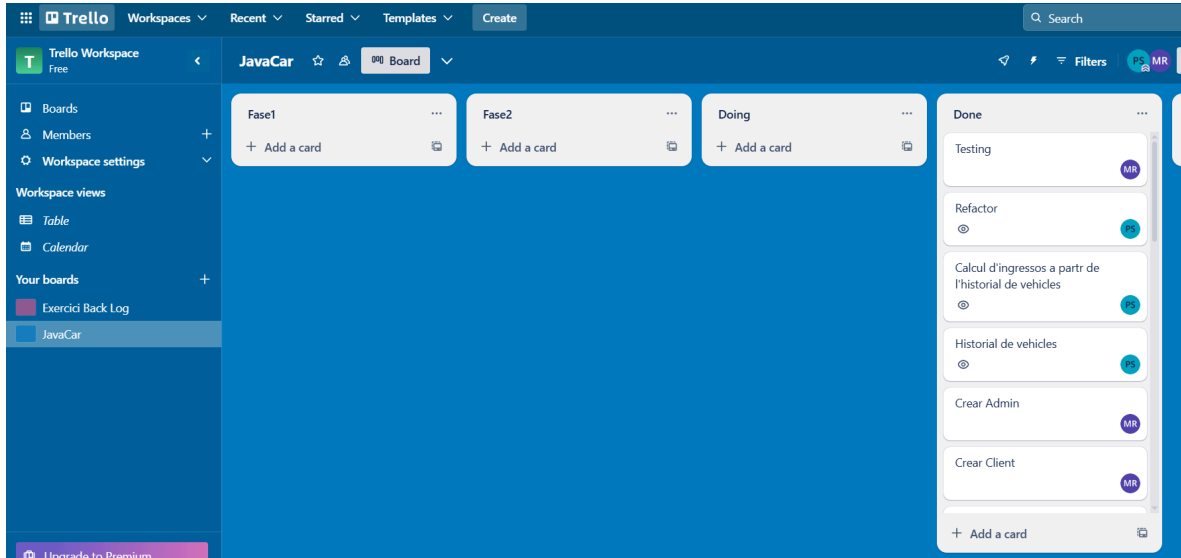 Trello Workspaces Recent Starred Templates Create Search
T Trello Workspace
Free
JavaCar Board Filters PS MR
Boards
Members
Workspace settings
Workspace views
Table
Calendar
Your boards
Exercici Back Log
JavaCar
Upgrade to Premium
Fase1
+ Add a card
Fase2
+ Add a card
Doing
+ Add a card
Done
Testing
MR
Refactor
PS
Calcul d'ingressos a partr de
l'historial de vehicles
PS
Historial de vehicles
PS
Crear Admin
MR
Crear Client
MR
+ Add a card